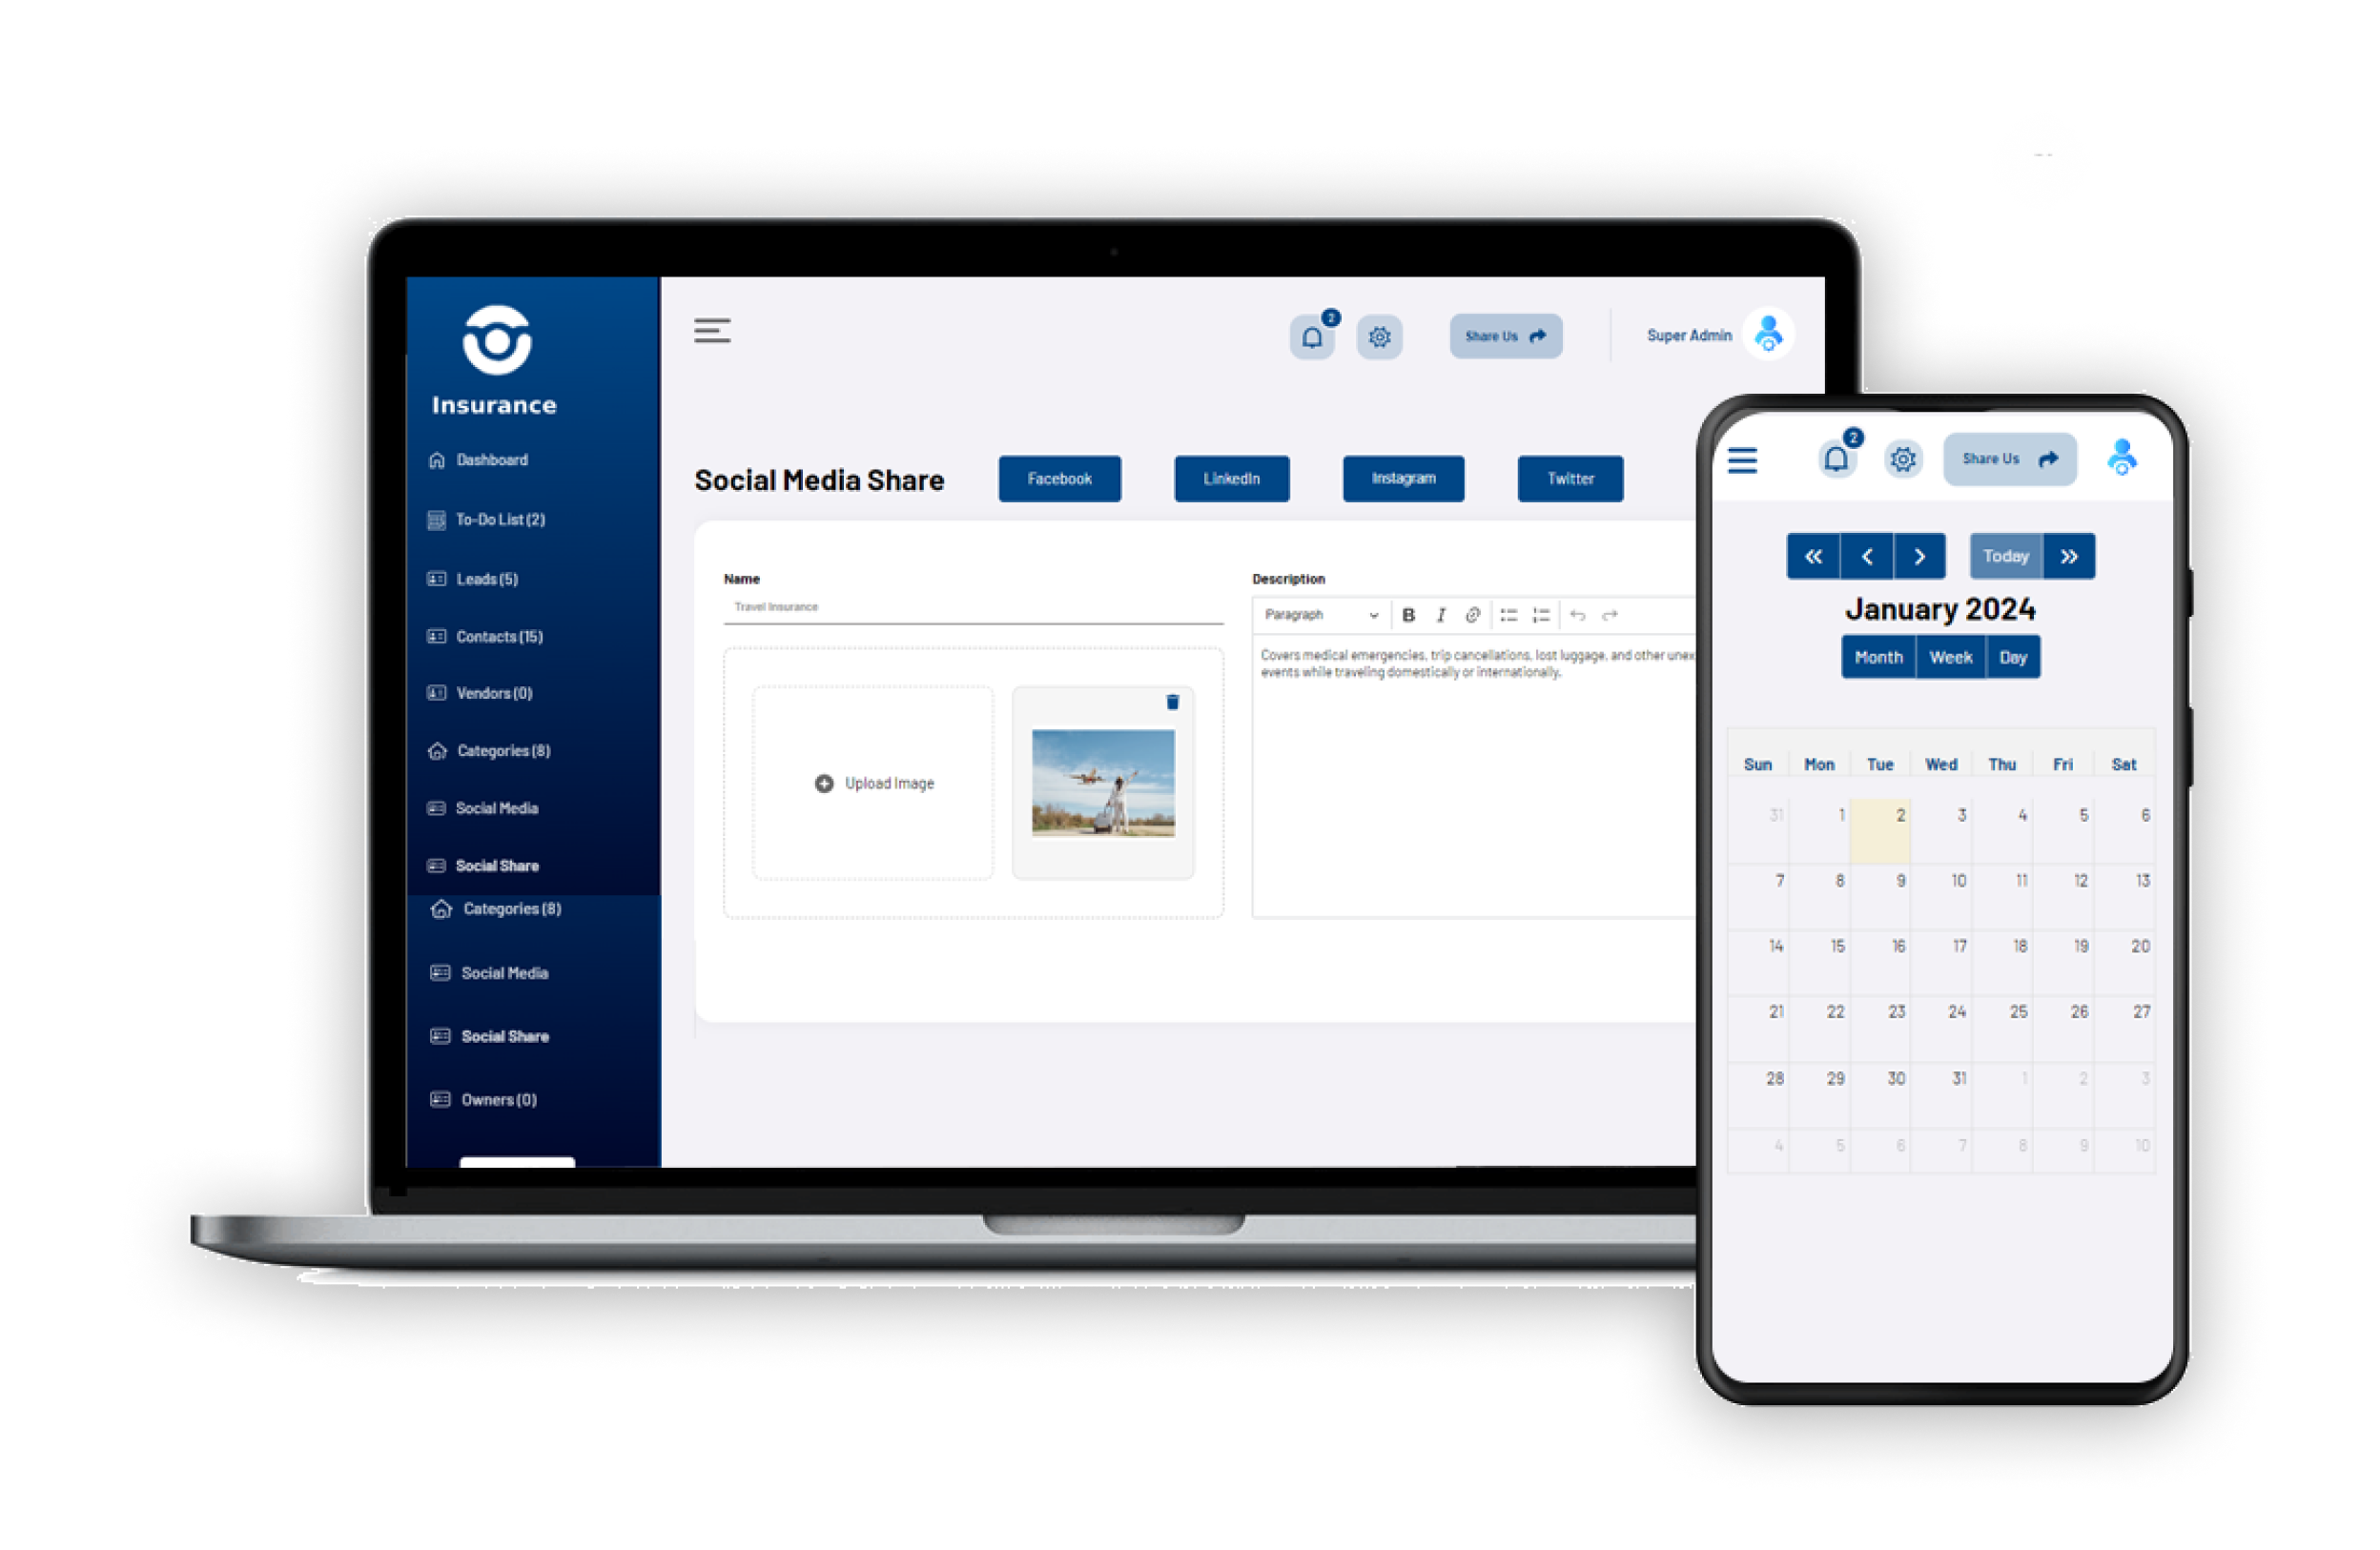 Insurance
Dashboard
To-Do List (2)
Leads (5)
Contacts (15)
Vendors (0)
Categories (8)
Social Media
Social Share
Categories (8)
Social Media
Social Share
Owners (0)
2
Share Us
Super Admin
Social Media Share
Facebook
LinkedIn
Instagram
Twitter
Name
Travel Insurance
Upload Image
Description
Paragraph
B I
Covers medical emergencies, trip cancellations, lost luggage, and other unex
events while traveling domestically or internationally.
2
Share Us
« < > Today »
January 2024
Month Week Day
Sun Mon Tue Wed Thu Fri Sat
31 1 2 3 4 5 6
7 8 9 10 11 12 13
14 15 16 17 18 19 20
21 22 23 24 25 26 27
28 29 30 31 1 2 3
4 5 6 7 8 9 10